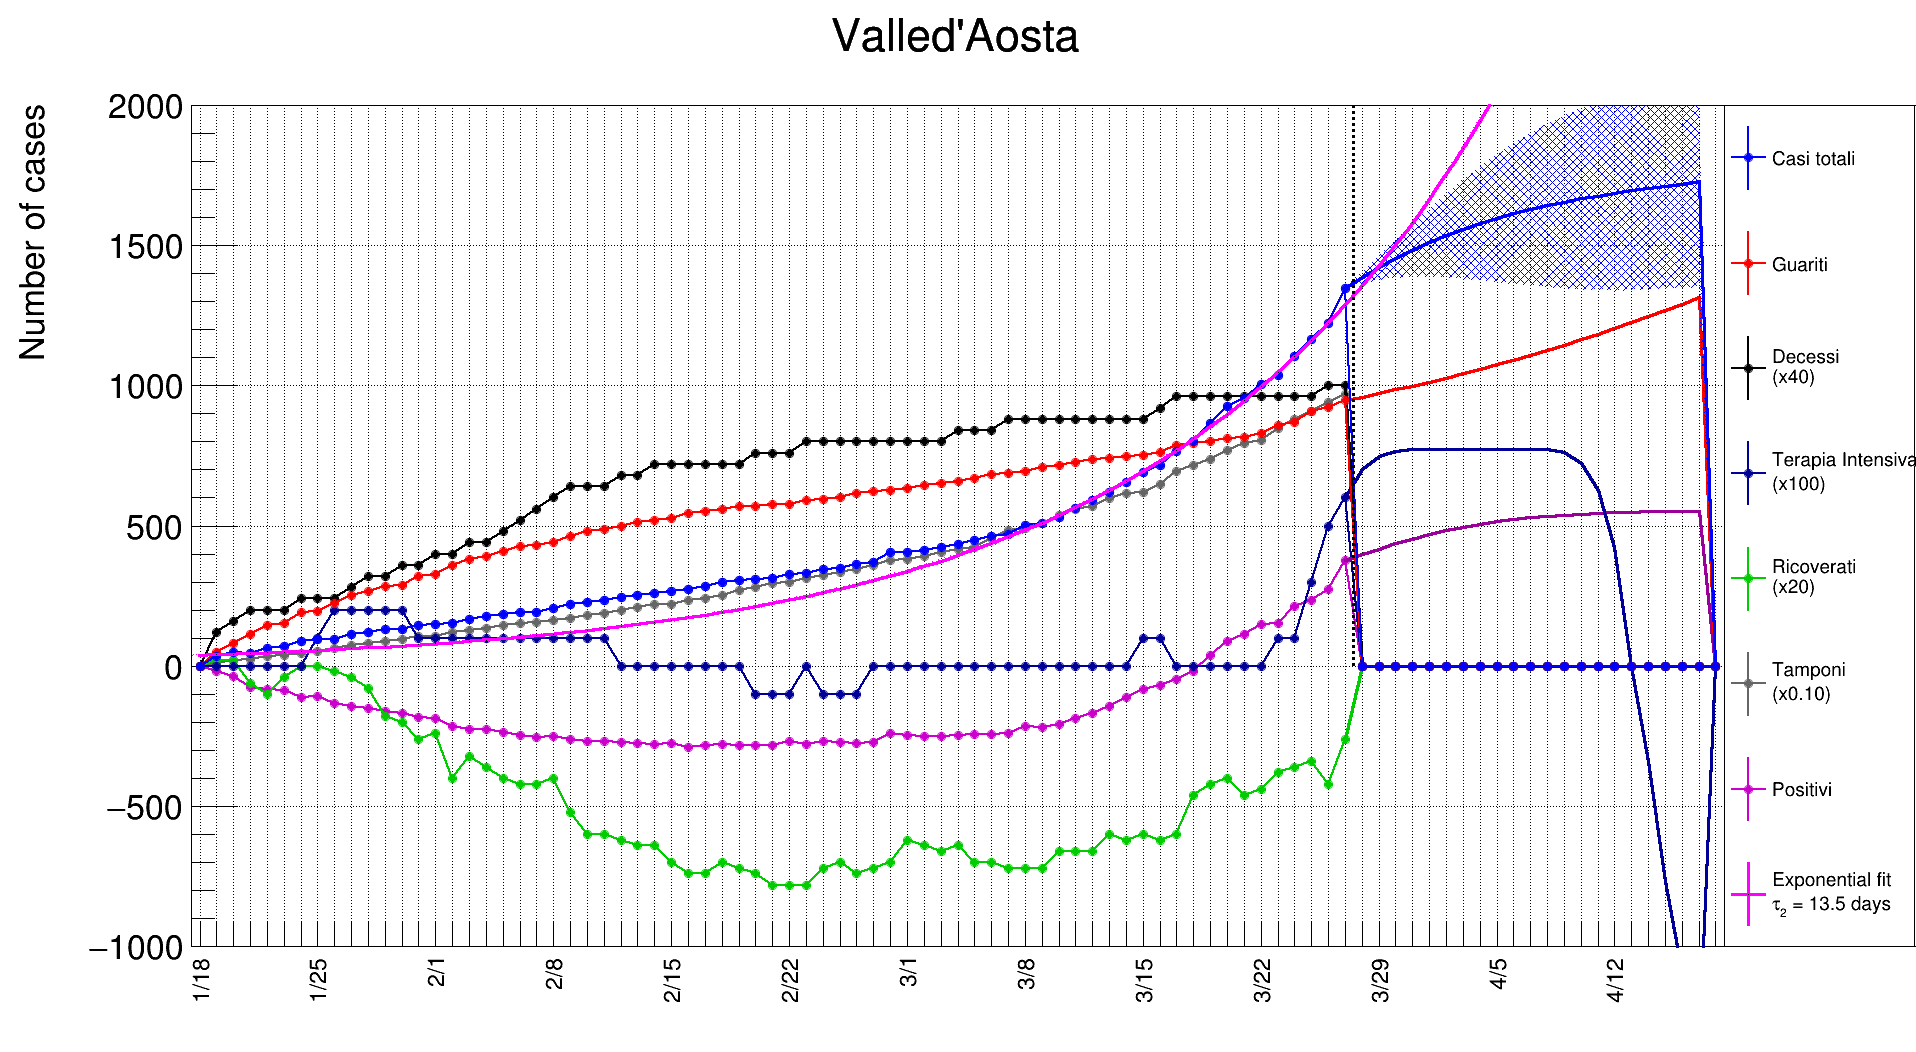 Valled'Aosta
Number of cases
2000
1500
1000
500
0
−500
−1000
1/18
1/25
2/1
2/8
2/15
2/22
3/1
3/8
3/15
3/22
3/29
4/5
4/12
Casi totali
Guariti
Decessi
(x40)
Terapia Intensiva
(x100)
Ricoverati
(x20)
Tamponi
(x0.10)
Positivi
Exponential fit
τ2 = 13.5 days